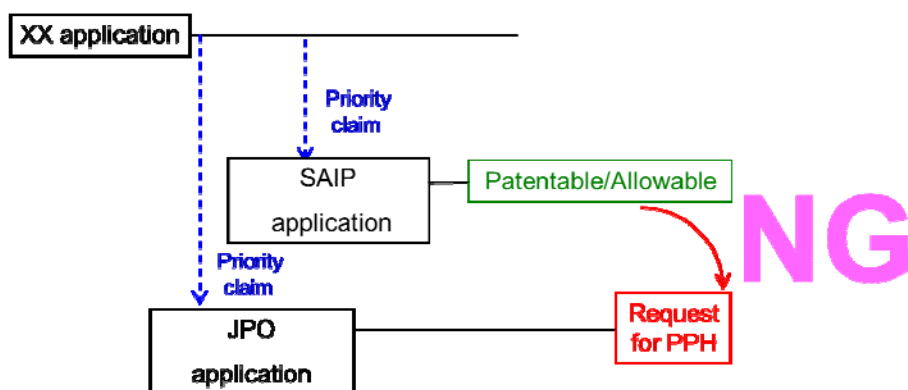 XX application
Priority
claim
SAIP
application
Patentable/Allowable
NG
Priority
claim
JPO
application
Request
for PPH